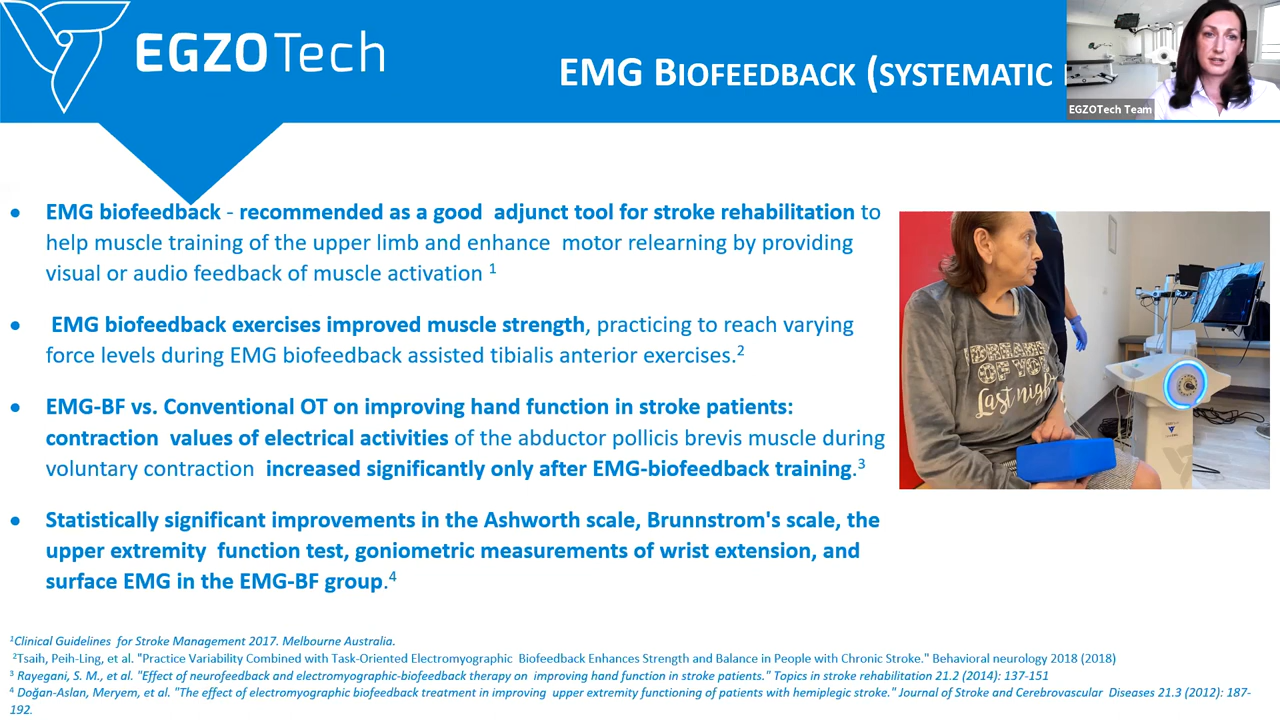 EGZOTech
EMG BIOFEEDBACK (SYSTEMATIC
EGZOTech Team
• EMG biofeedback - recommended as a good adjunct tool for stroke rehabilitation to
help muscle training of the upper limb and enhance motor relearning by providing
visual or audio feedback of muscle activation 1
• EMG biofeedback exercises improved muscle strength, practicing to reach varying
force levels during EMG biofeedback assisted tibialis anterior exercises.2
• EMG-BF vs. Conventional OT on improving hand function in stroke patients:
contraction values of electrical activities of the abductor pollicis brevis muscle during
voluntary contraction increased significantly only after EMG-biofeedback training.3
• Statistically significant improvements in the Ashworth scale, Brunnstrom's scale, the
upper extremity function test, goniometric measurements of wrist extension, and
surface EMG in the EMG-BF group.4
OF YOU
Last night
1Clinical Guidelines for Stroke Management 2017. Melbourne Australia.
2Tsaih, Peih-Ling, et al. "Practice Variability Combined with Task-Oriented Electromyographic Biofeedback Enhances Strength and Balance in People with Chronic Stroke." Behavioral neurology 2018 (2018)
3 Rayegani, S. M., et al. "Effect of neurofeedback and electromyographic-biofeedback therapy on improving hand function in stroke patients." Topics in stroke rehabilitation 21.2 (2014): 137-151
4 Doğan-Aslan, Meryem, et al. "The effect of electromyographic biofeedback treatment in improving upper extremity functioning of patients with hemiplegic stroke." Journal of Stroke and Cerebrovascular Diseases 21.3 (2012): 187-
192.